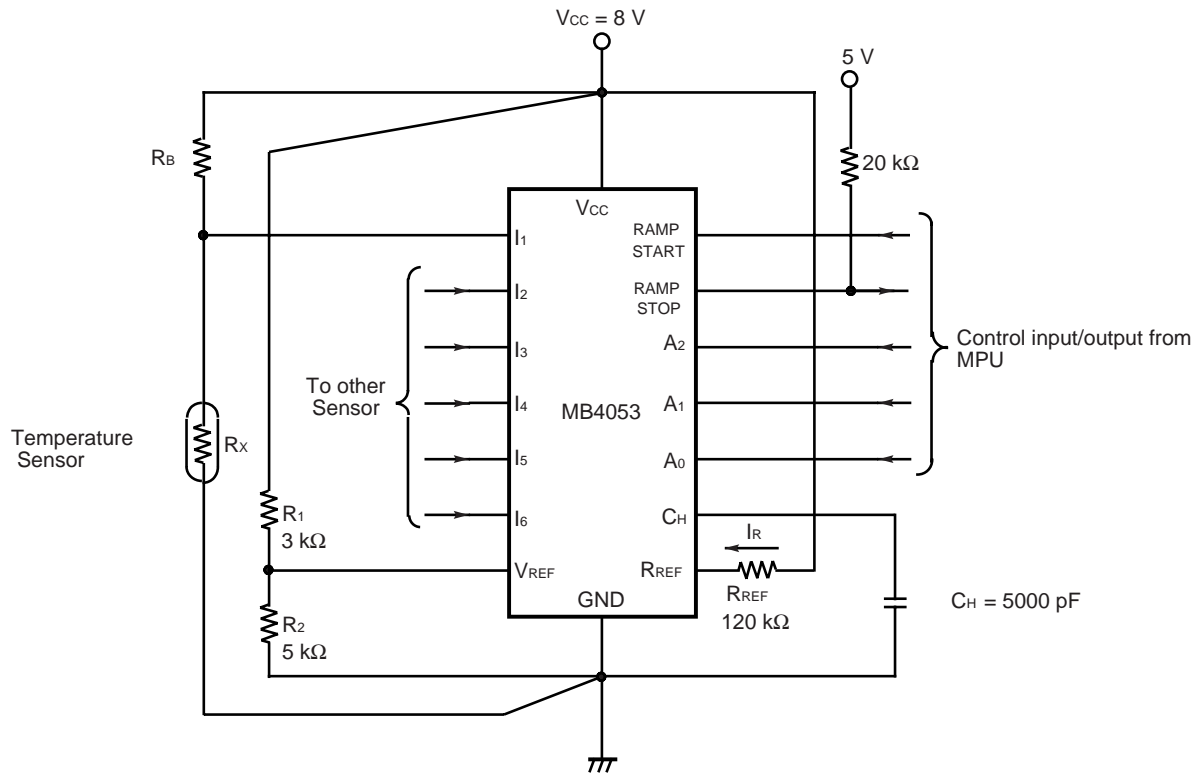 VCC = 8 V
5 V
RB
20 kΩ
VCC
I1
RAMP
START
I2
RAMP
STOP
I3
A2
Control input/output from
MPU
To other
Sensor
I4
MB4053
A1
Temperature
Sensor
RX
I5
A0
R1
3 kΩ
I6
CH
IR
VREF
RREF
GND
RREF
120 kΩ
CH = 5000 pF
R2
5 kΩ